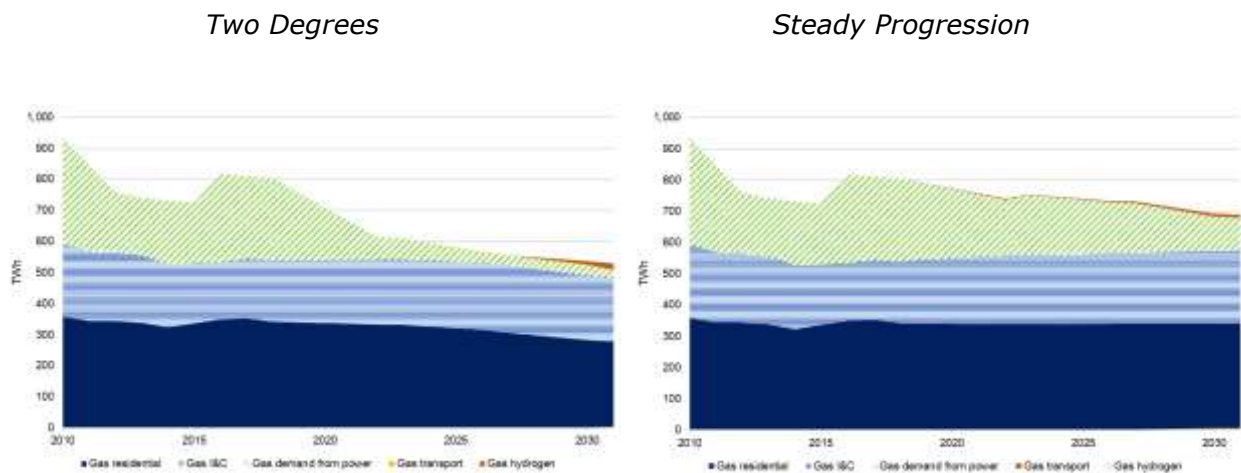 Two Degrees
Steady Progression
1,000
900
800
700
600
500
400
300
200
100
0
TWh
2010
2015
2020
2025
2030
Gas residential
Gas I&C
Gas demand from power
Gas transport
Gas hydrogen
1,000
900
800
700
600
500
400
300
200
100
0
TWh
2010
2015
2020
2025
2030
Gas residential
Gas I&C
Gas demand from power
Gas transport
Gas hydrogen